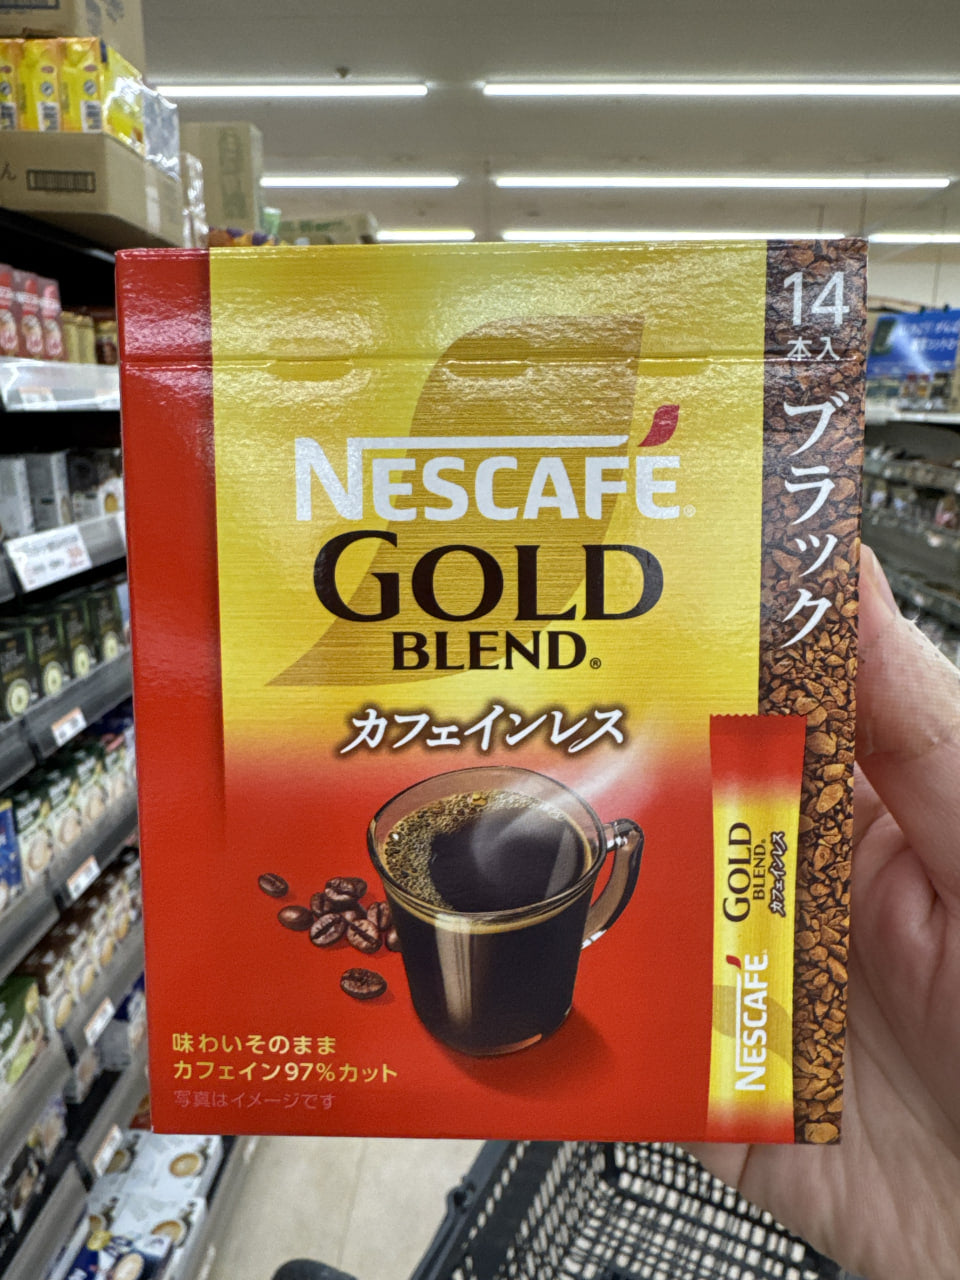 14
本入
ブラック
NESCAFÉ®
GOLD
BLEND®
カフェインレス
NESCAFÉ
GOLD
BLEND®
カフェインレス
味わいそのまま
カフェイン97%カット
写真はイメージです